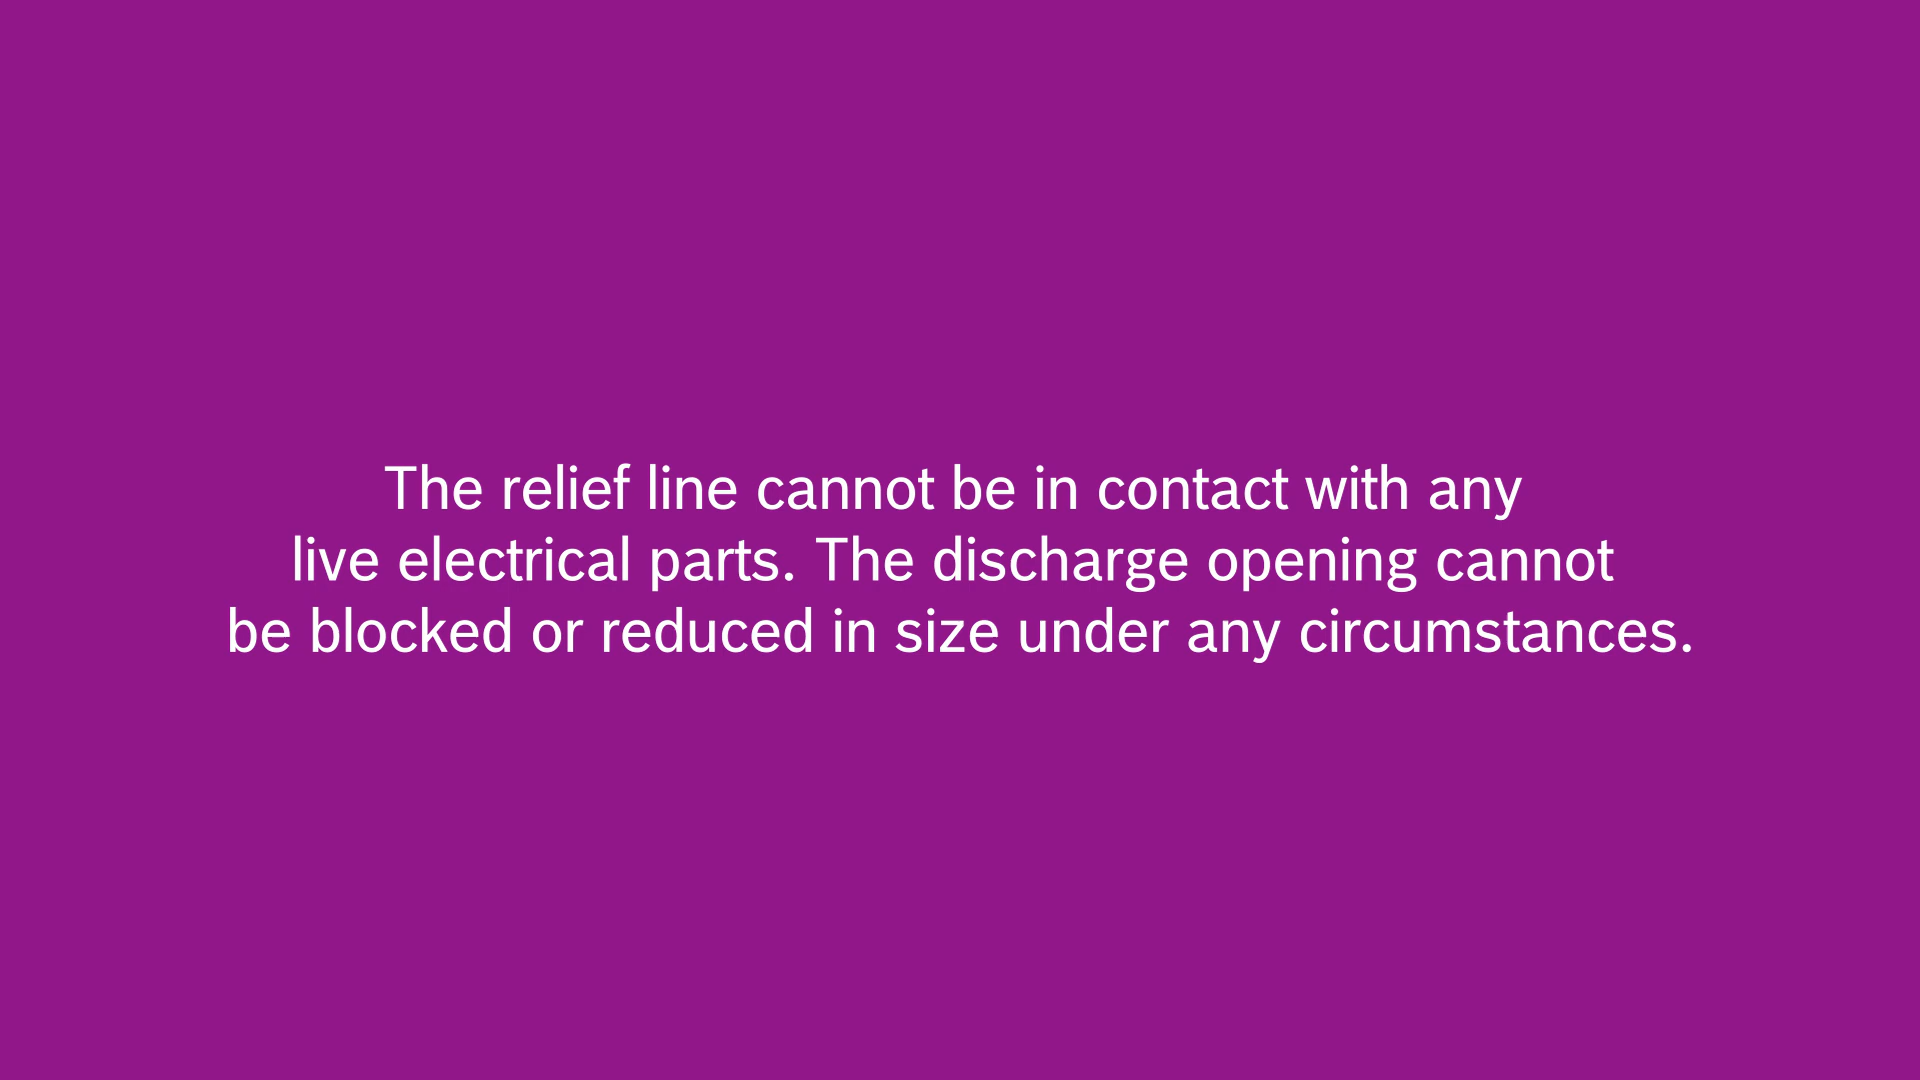 The relief line cannot be in contact with any
live electrical parts. The discharge opening cannot
be blocked or reduced in size under any circumstances.